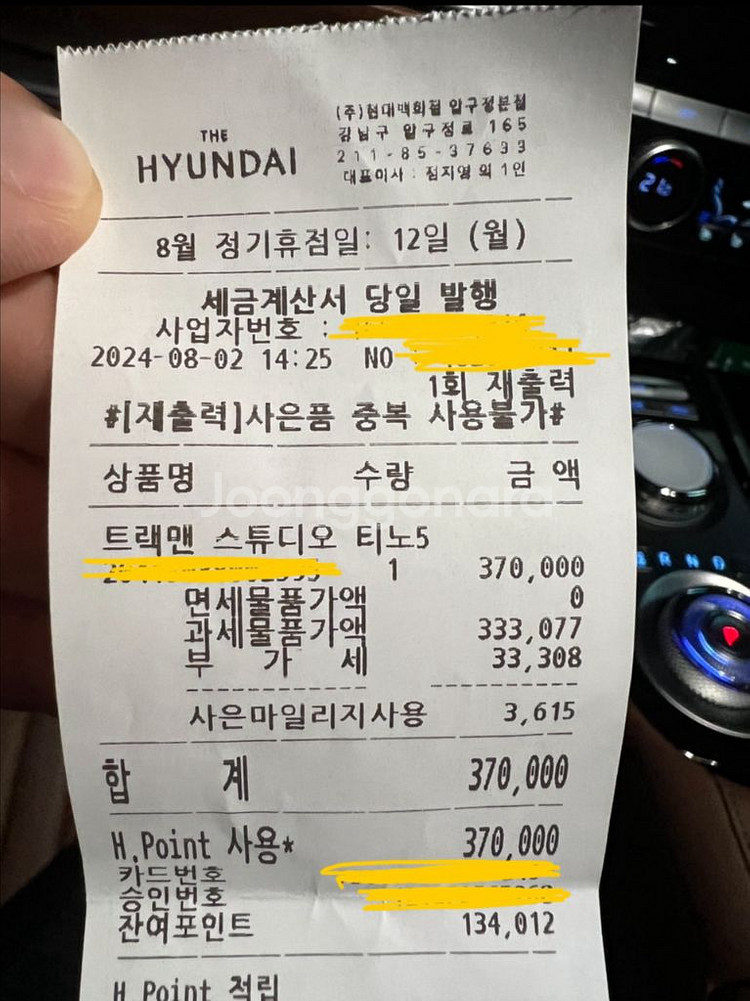 THE
HYUNDAI
(주)현대백화점 압구정본점
강남구 압구정로 165
211-85-37633
대표이사 : 정지영 외 1인
8월 정기휴점일: 12일 (월)
세금계산서 당일 발행
사업자번호 :
2024-08-02 14:25 NO
1회 재출력
#[재출력]사은품 중복 사용불가#
상품명 수량 금 액
Joonggonara
트랙맨 스튜디오 티노5
1 370,000
면세물품가액 0
과세물품가액 333,077
부 가 세 33,308
사은마일리지사용 3,615
합 계 370,000
H.Point 사용* 370,000
카드번호
승인번호
잔여포인트 134,012
H.Point 적립
26
R N D